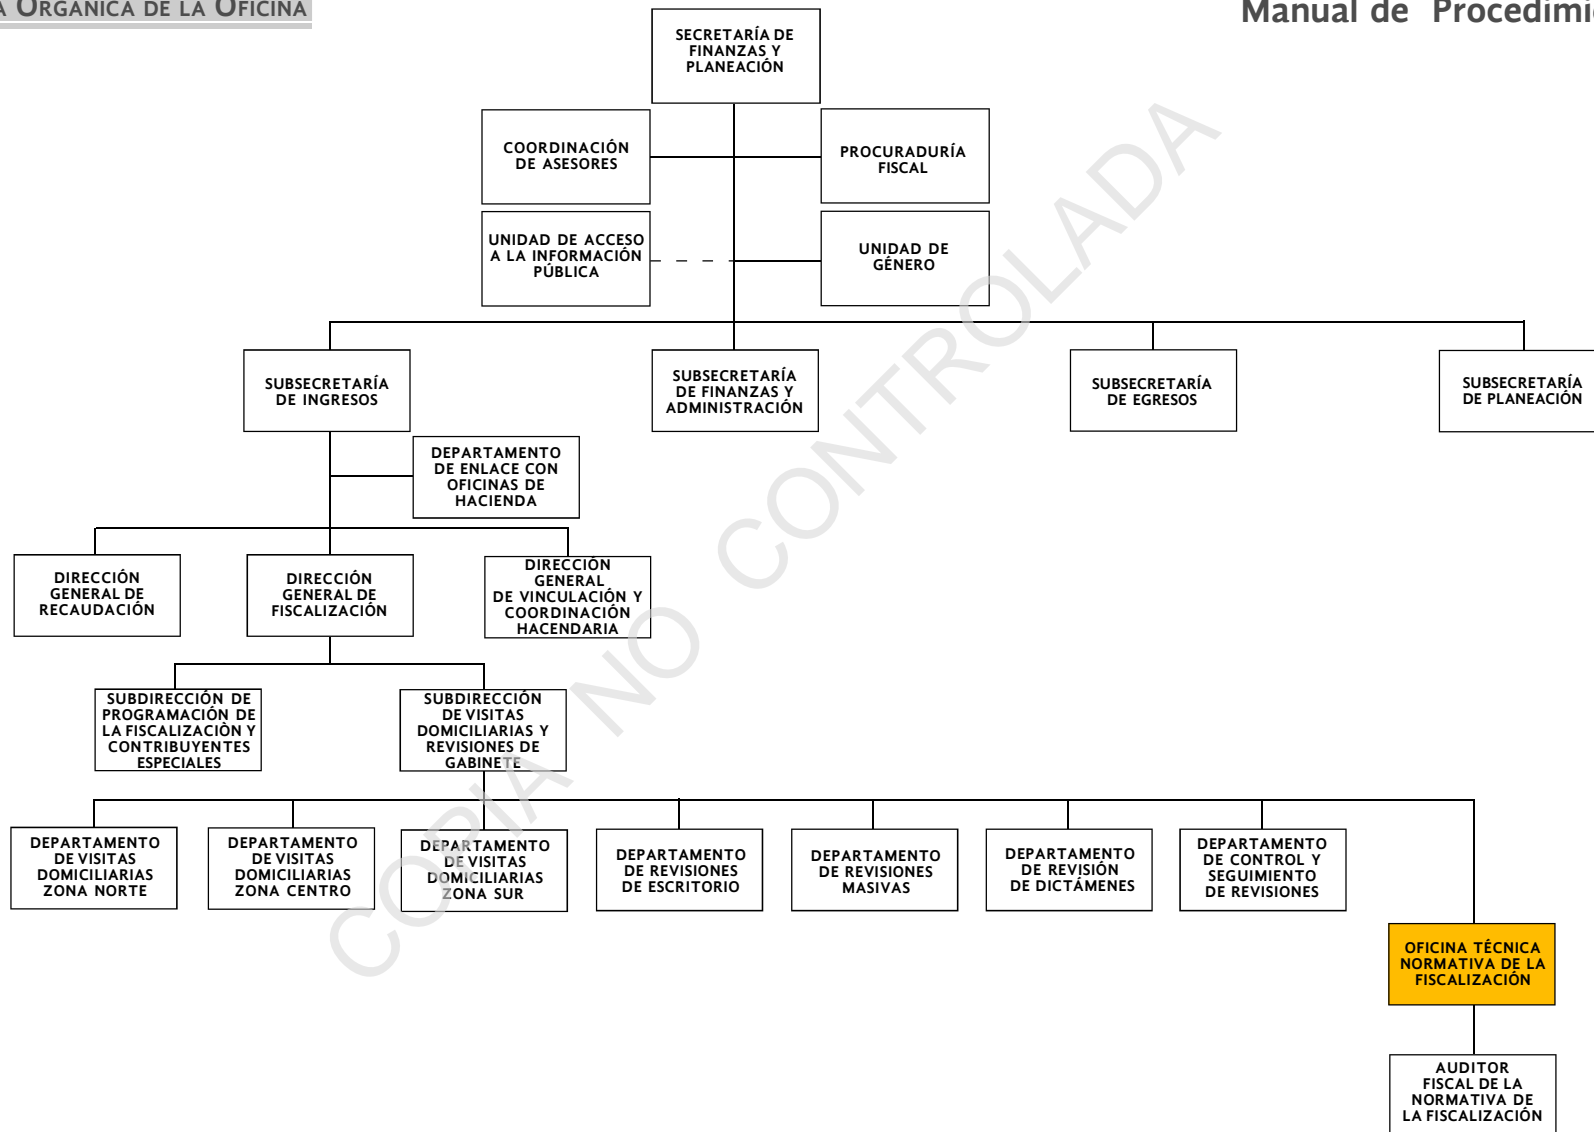 A ORGÁNICA DE LA OFICINA
SECRETARÍA DE
FINANZAS Y
PLANEACIÓN
COORDINACIÓN
DE ASESORES
PROCURADURÍA
FISCAL
UNIDAD DE ACCESO
A LA INFORMACIÓN
PÚBLICA
UNIDAD DE
GÉNERO
SUBSECRETARÍA
DE INGRESOS
SUBSECRETARÍA
DE FINANZAS Y
ADMINISTRACIÓN
SUBSECRETARÍA
DE EGRESOS
SUBSECRETARÍA
DE PLANEACIÓN
DEPARTAMENTO
DE ENLACE CON
OFICINAS DE
HACIENDA
DIRECCIÓN
GENERAL DE
RECAUDACIÓN
DIRECCIÓN
GENERAL DE
FISCALIZACIÓN
DIRECCIÓN
GENERAL
DE VINCULACIÓN Y
COORDINACIÓN
HACENDARIA
SUBDIRECCIÓN DE
PROGRAMACIÓN DE
LA FISCALIZACIÒN Y
CONTRIBUYENTES
ESPECIALES
SUBDIRECCIÓN
DE VISITAS
DOMICILIARIAS Y
REVISIONES DE
GABINETE
DEPARTAMENTO
DE VISITAS
DOMICILIARIAS
ZONA NORTE
DEPARTAMENTO
DE VISITAS
DOMICILIARIAS
ZONA CENTRO
DEPARTAMENTO
DE VISITAS
DOMICILIARIAS
ZONA SUR
DEPARTAMENTO
DE REVISIONES
DE ESCRITORIO
DEPARTAMENTO
DE REVISIONES
MASIVAS
DEPARTAMENTO
DE REVISIÓN
DE DICTÁMENES
DEPARTAMENTO
DE CONTROL Y
SEGUIMIENTO
DE REVISIONES
OFICINA TÉCNICA
NORMATIVA DE LA
FISCALIZACIÓN
AUDITOR
FISCAL DE LA
NORMATIVA DE
LA FISCALIZACIÓN
Manual de Procedimi
COPIA NO CONTROLADA